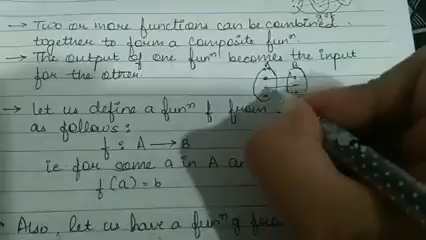 → Two or more functions can be combined
together to form a composite funⁿ.
→ The output of one funⁿ becomes the input
for the other.
A B
→ Let us define a funⁿ f from
as follows:
f : A → B
ie for some a in A
f(a) = b
Also, let us have a funⁿ g